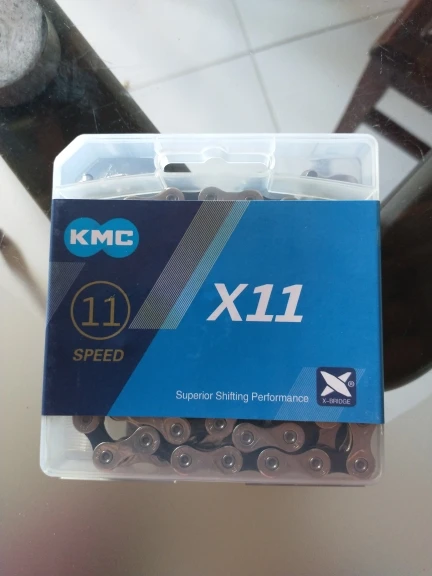 KMC
11
SPEED
X11
Superior Shifting Performance
X®
X-BRIDGE